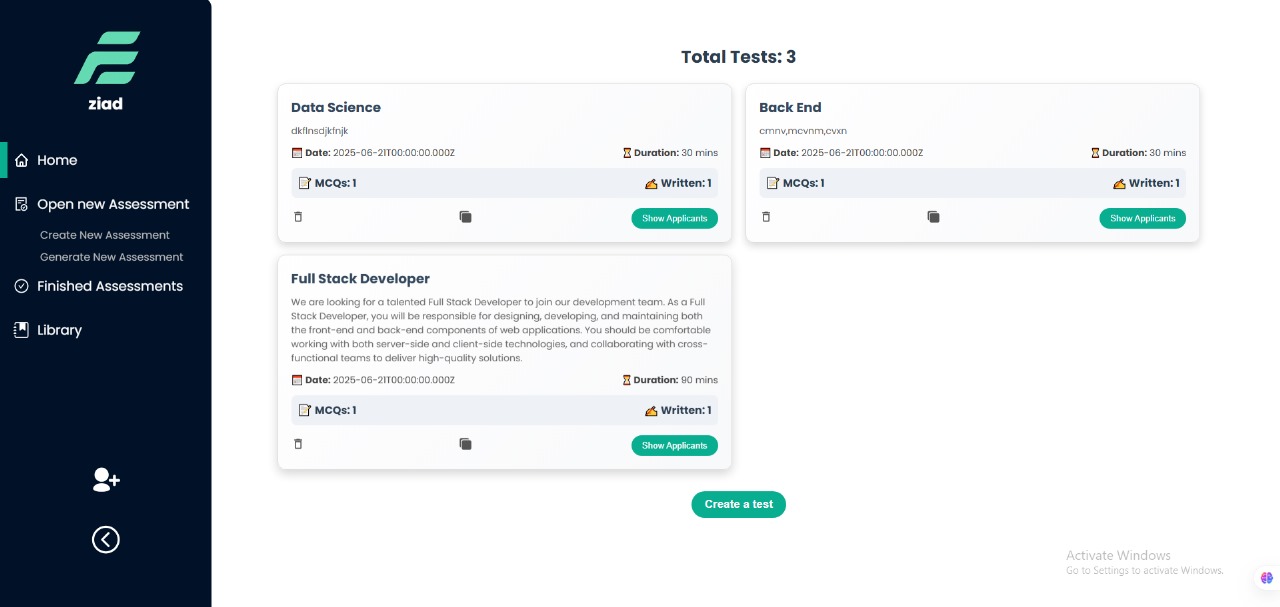 ziad
Home
Open new Assessment
Create New Assessment
Generate New Assessment
Finished Assessments
Library
Total Tests: 3
Data Science
dkflnsdjkfnjk
Date: 2025-06-21T00:00:00.000Z
Duration: 30 mins
MCQs: 1
Written: 1
Show Applicants
Back End
cmnv,mcvnm,cvxn
Date: 2025-06-21T00:00:00.000Z
Duration: 30 mins
MCQs: 1
Written: 1
Show Applicants
Full Stack Developer
We are looking for a talented Full Stack Developer to join our development team. As a Full
Stack Developer, you will be responsible for designing, developing, and maintaining both
the front-end and back-end components of web applications. You should be comfortable
working with both server-side and client-side technologies, and collaborating with cross-
functional teams to deliver high-quality solutions.
Date: 2025-06-21T00:00:00.000Z
Duration: 90 mins
MCQs: 1
Written: 1
Show Applicants
Create a test
Activate Windows
Go to Settings to activate Windows.